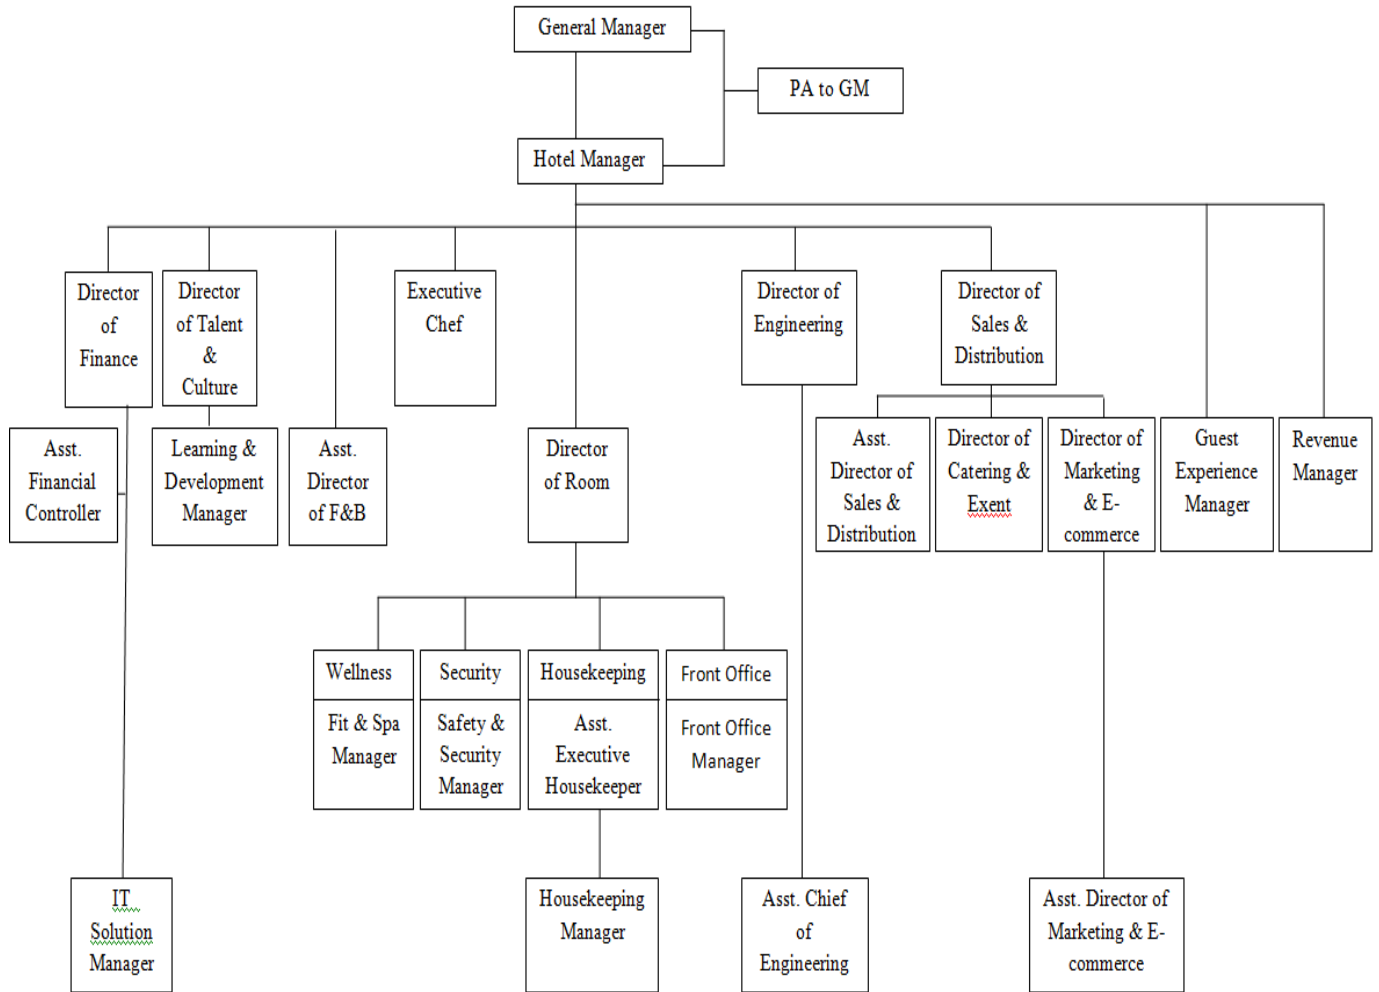 General Manager
PA to GM
Hotel Manager
Director
of
Finance
Director
of Talent
&
Culture
Executive
Chef
Director of
Engineering
Director of
Sales &
Distribution
Asst.
Financial
Controller
Learning &
Development
Manager
Asst.
Director
of F&B
Director
of Room
Asst.
Director of
Sales &
Distribution
Director of
Catering &
Exent
Director of
Marketing
& E-
commerce
Guest
Experience
Manager
Revenue
Manager
Wellness
Fit & Spa
Manager
Security
Safety &
Security
Manager
Housekeeping
Asst.
Executive
Housekeeper
Front Office
Front Office
Manager
IT
Solution
Manager
Housekeeping
Manager
Asst. Chief
of
Engineering
Asst. Director of
Marketing & E-
commerce